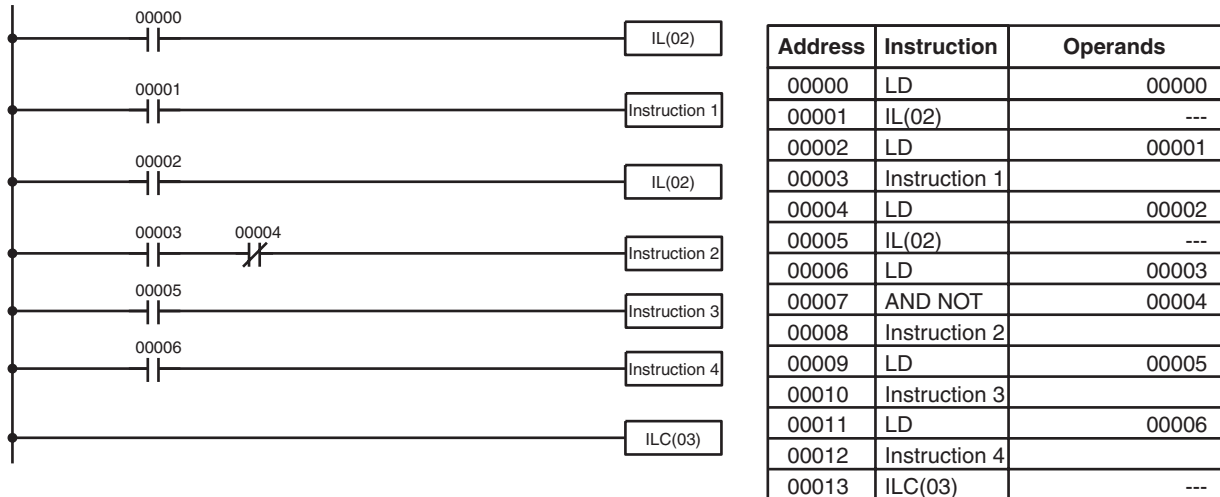 00000
IL(02)
00001
Instruction 1
00002
IL(02)
00003 00004
Instruction 2
00005
Instruction 3
00006
Instruction 4
ILC(03)
Address Instruction Operands
00000 LD 00000
00001 IL(02) ---
00002 LD 00001
00003 Instruction 1
00004 LD 00002
00005 IL(02) ---
00006 LD 00003
00007 AND NOT 00004
00008 Instruction 2
00009 LD 00005
00010 Instruction 3
00011 LD 00006
00012 Instruction 4
00013 ILC(03) ---